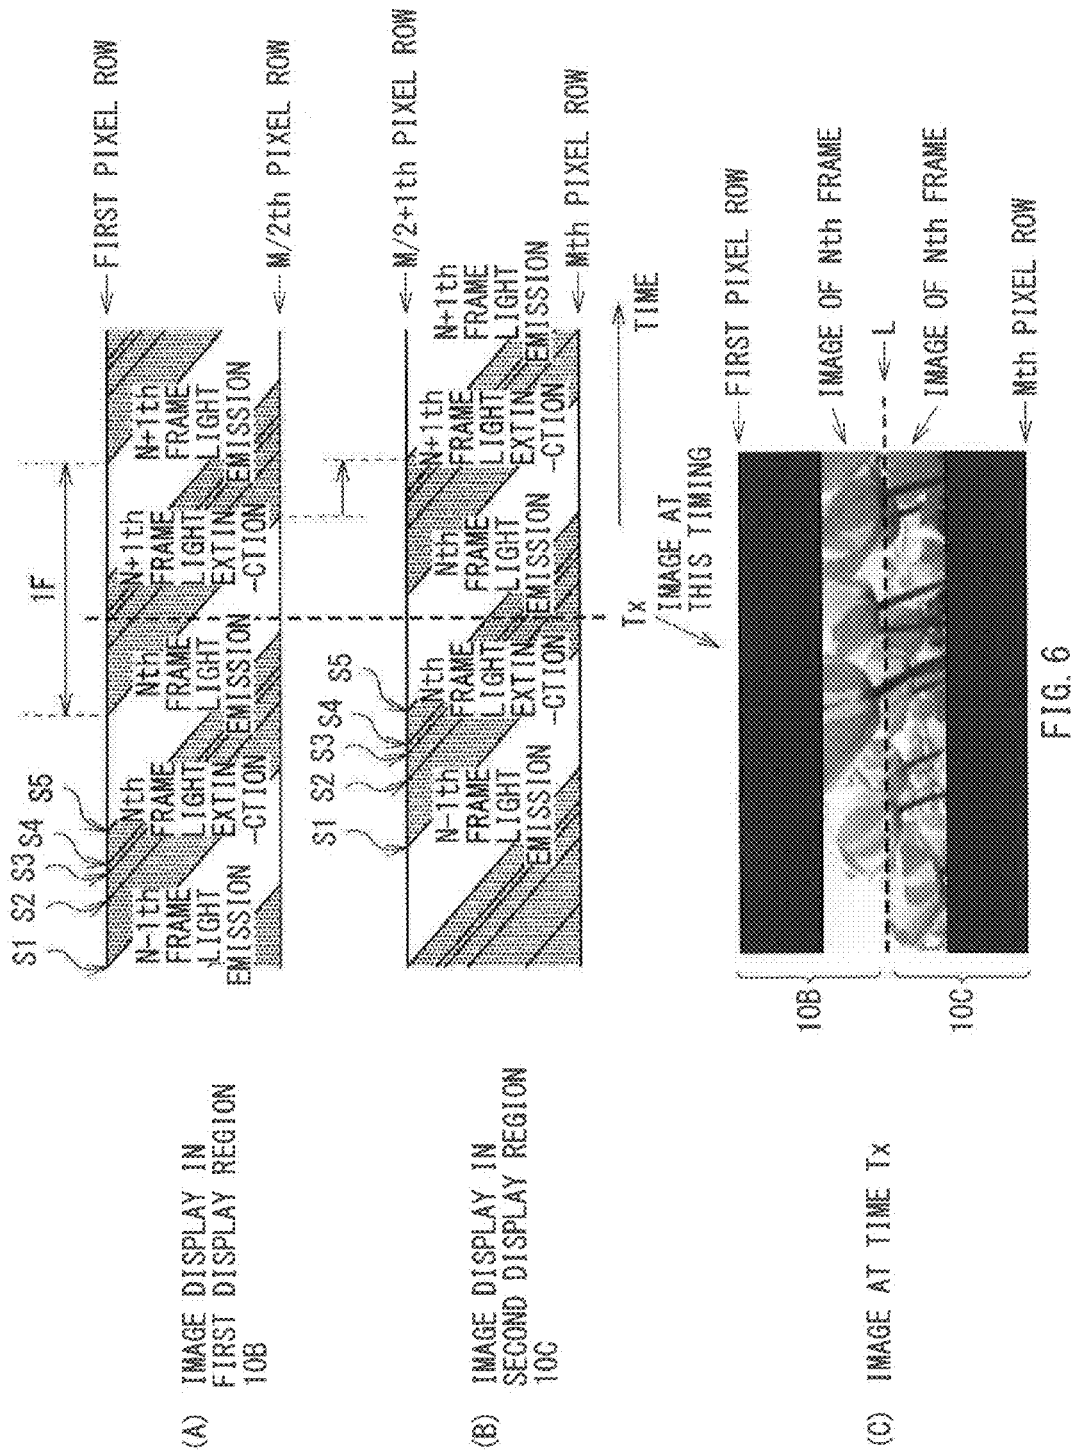 (A) IMAGE DISPLAY IN
FIRST DISPLAY REGION
10B
S1
S2
S3
S4
S5
1F
N-1th
FRAME
LIGHT
EMISSION
Nth
FRAME
LIGHT
EXTIN
-CTION
Nth
FRAME
LIGHT
EMISSION
N+1th
FRAME
LIGHT
EXTIN
-CTION
N+1th
FRAME
LIGHT
EMISSION
FIRST PIXEL ROW
M/2th PIXEL ROW
(B) IMAGE DISPLAY IN
SECOND DISPLAY REGION
10C
S1
S2
S3
S4
S5
N-1th
FRAME
LIGHT
EMISSION
Nth
FRAME
LIGHT
EXTIN
-CTION
Nth
FRAME
LIGHT
EMISSION
N+1th
FRAME
LIGHT
EXTIN
-CTION
N+1th
FRAME
LIGHT
EMISSION
M/2+1th PIXEL ROW
Mth PIXEL ROW
Tx
TIME
IMAGE AT
THIS TIMING
(C) IMAGE AT TIME Tx
10B
10C
FIRST PIXEL ROW
IMAGE OF Nth FRAME
L
IMAGE OF Nth FRAME
Mth PIXEL ROW
FIG. 6